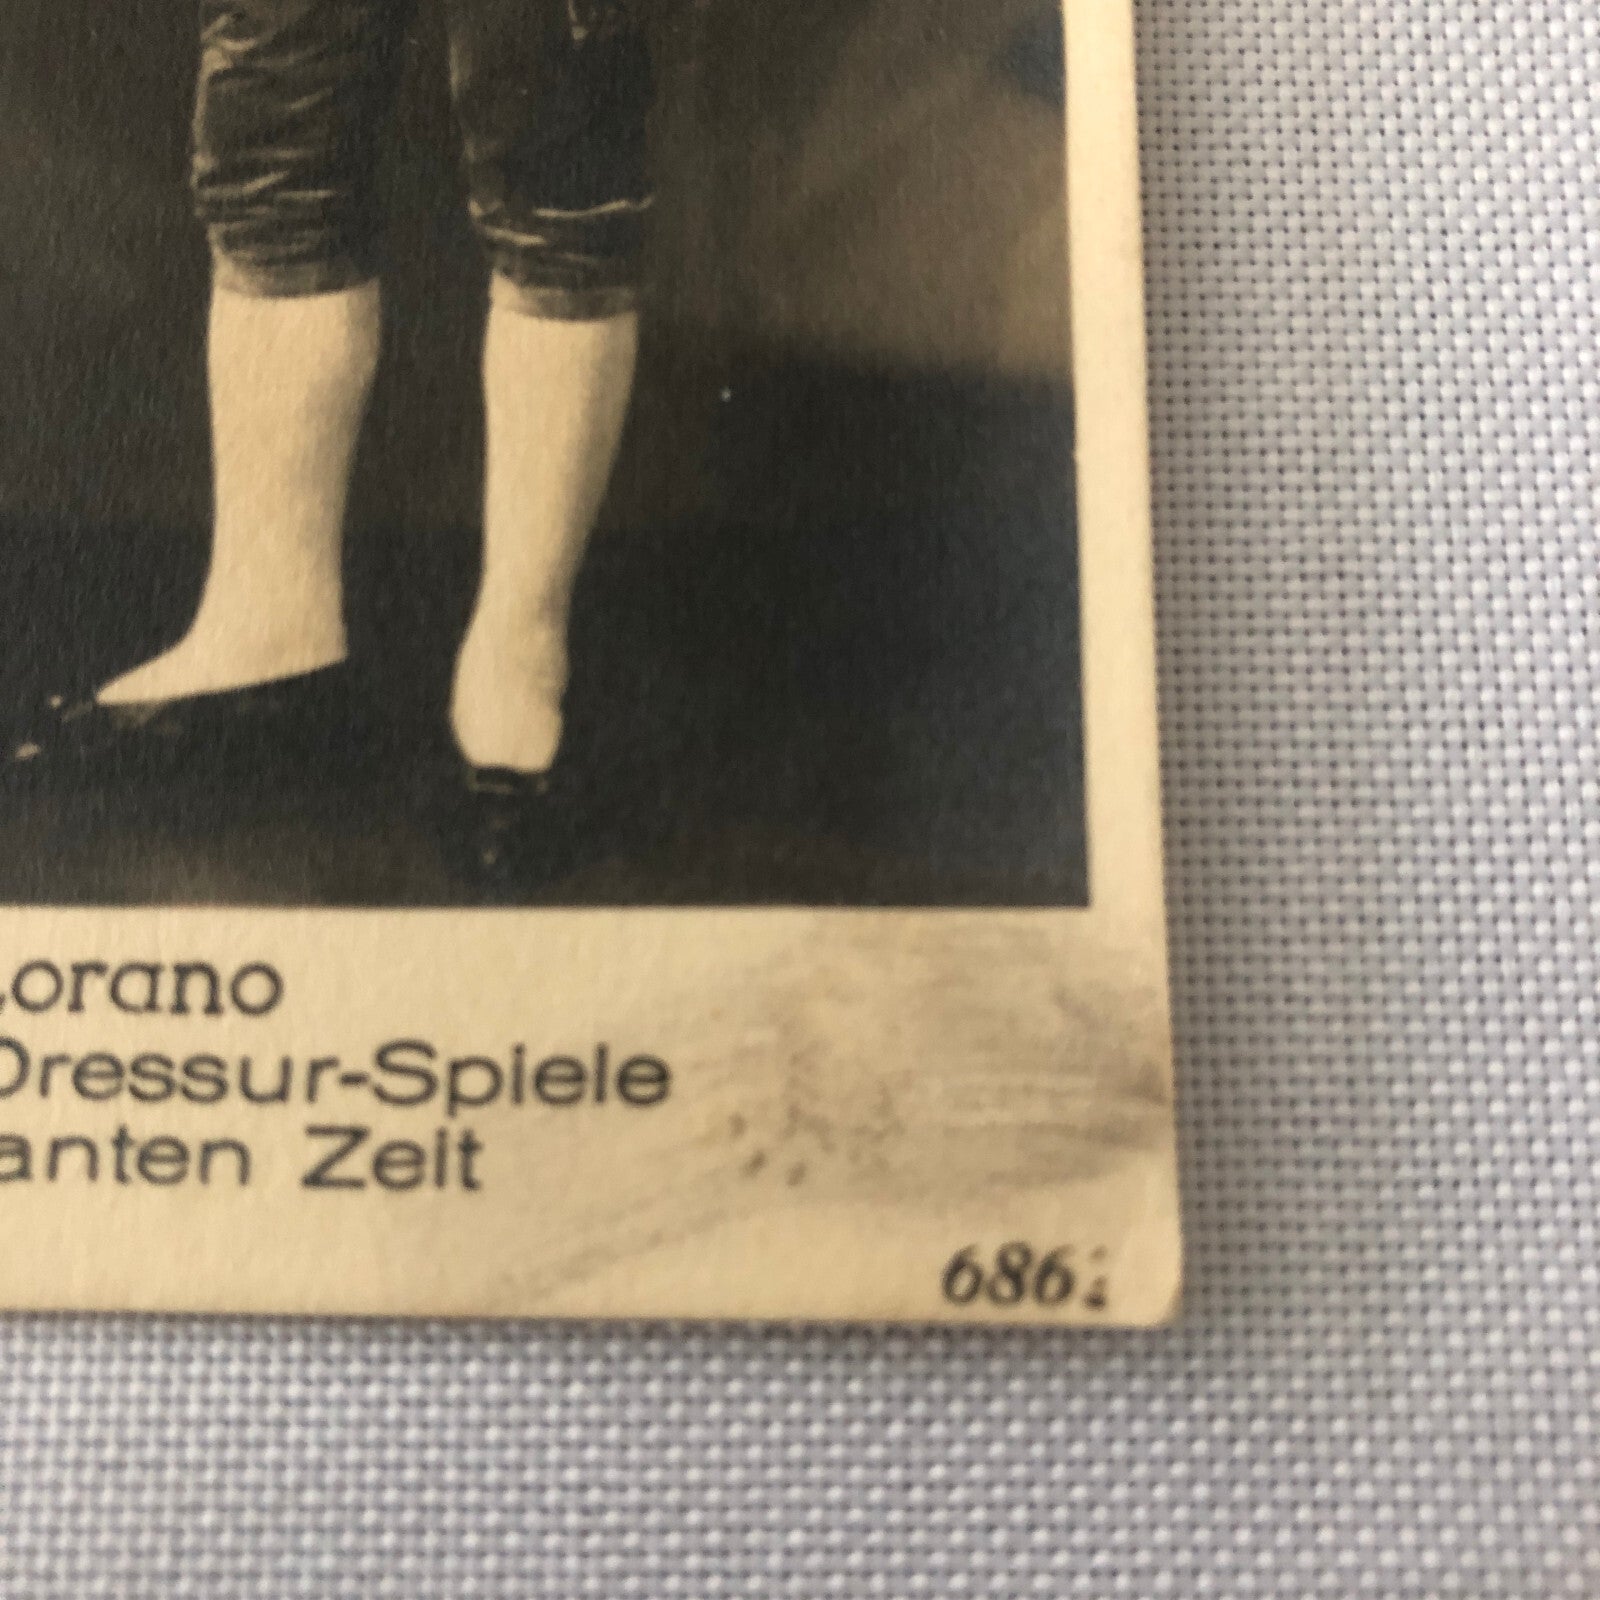 Lorano
Dressur-Spiele
anten Zeit
686